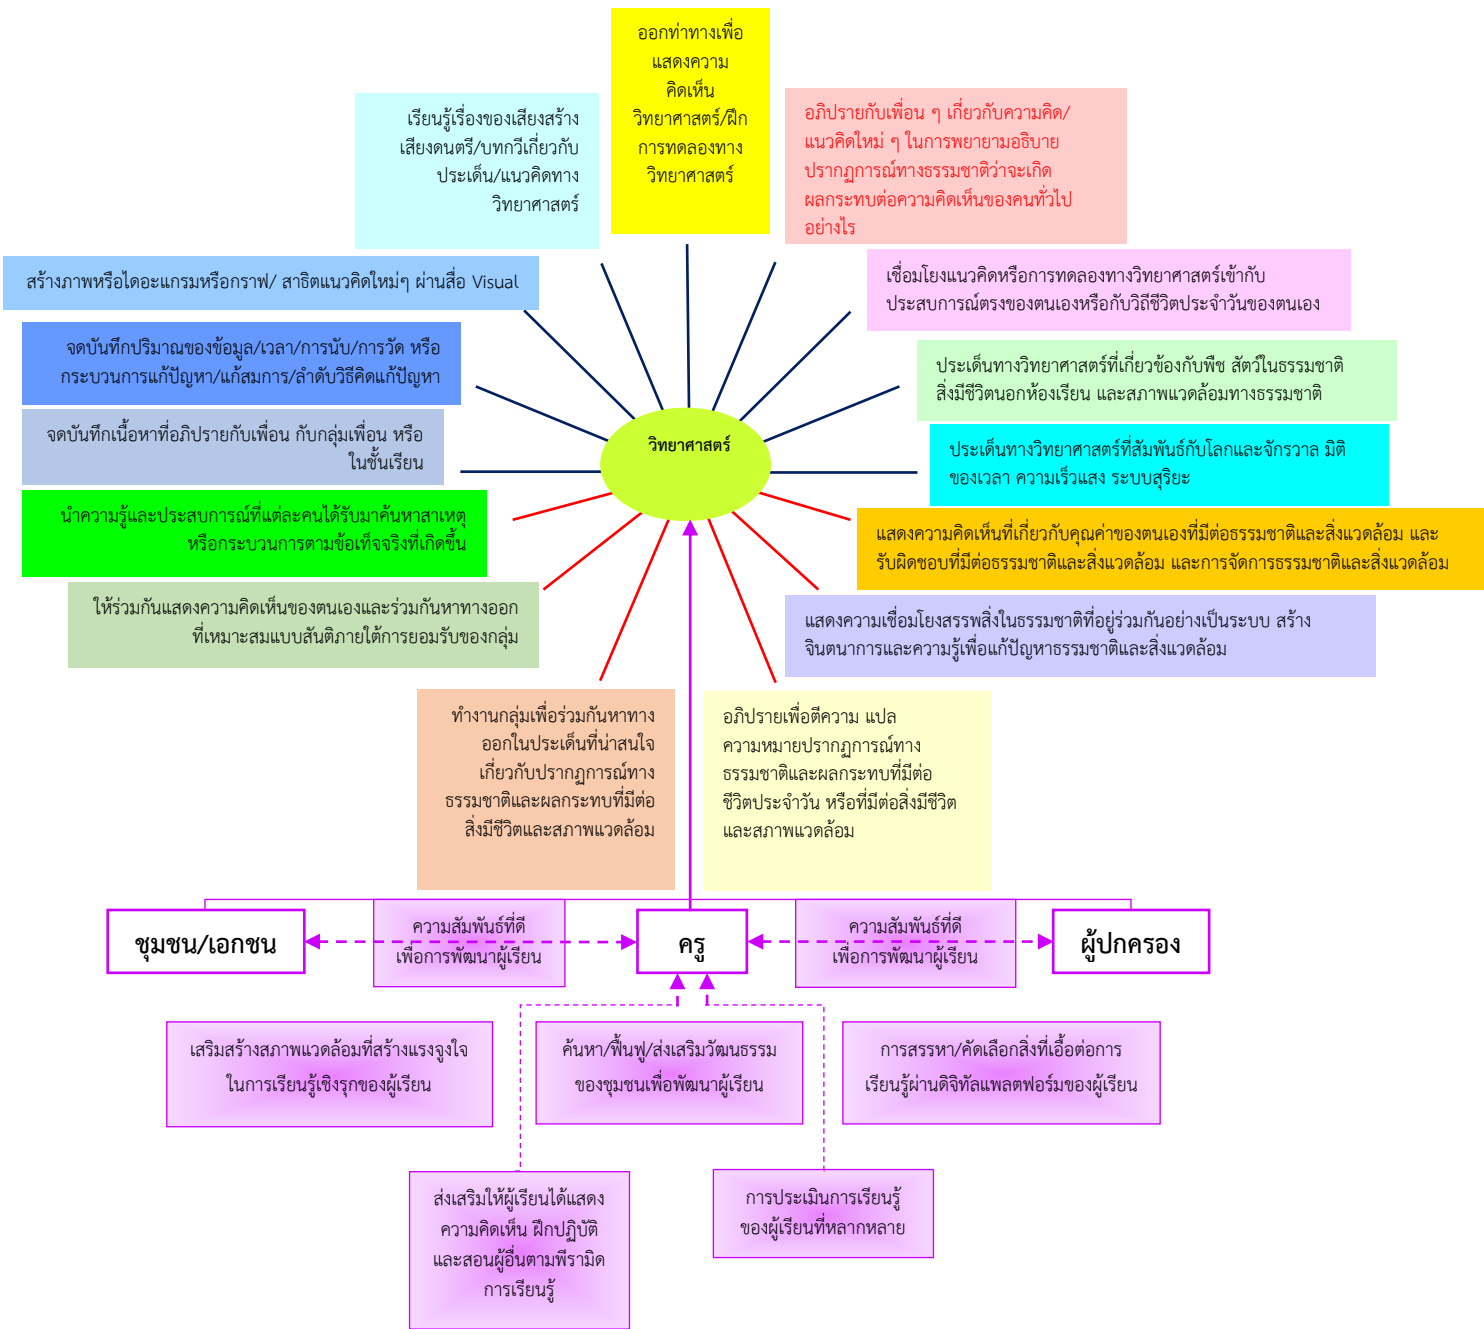 ออกท่าทางเพื่อ
แสดงความ
คิดเห็น
วิทยาศาสตร์/ฝึก
การทดลองทาง
วิทยาศาสตร์
เรียนรู้เรื่องของเสียงสร้าง
เสียงดนตรี/บทกวีเกี่ยวกับ
ประเด็น/แนวคิดทาง
วิทยาศาสตร์
อภิปรายกับเพื่อน ๆ เกี่ยวกับความคิด/
แนวคิดใหม่ ๆ ในการพยายามอธิบาย
ปรากฏการณ์ทางธรรมชาติว่าจะเกิด
ผลกระทบต่อความคิดเห็นของคนทั่วไป
อย่างไร
สร้างภาพหรือไดอะแกรมหรือกราฟ/ สาธิตแนวคิดใหม่ๆ ผ่านสื่อ Visual
เชื่อมโยงแนวคิดหรือการทดลองทางวิทยาศาสตร์เข้ากับ
ประสบการณ์ตรงของตนเองหรือกับวิถีชีวิตประจำวันของตนเอง
จดบันทึกปริมาณของข้อมูล/เวลา/การนับ/การวัด หรือ
กระบวนการแก้ปัญหา/แก้สมการ/ลำดับวิธีคิดแก้ปัญหา
ประเด็นทางวิทยาศาสตร์ที่เกี่ยวข้องกับพืช สัตว์ในธรรมชาติ
สิ่งมีชีวิตนอกห้องเรียน และสภาพแวดล้อมทางธรรมชาติ
จดบันทึกเนื้อหาที่อภิปรายกับเพื่อน กับกลุ่มเพื่อน หรือ
ในชั้นเรียน
วิทยาศาสตร์
ประเด็นทางวิทยาศาสตร์ที่สัมพันธ์กับโลกและจักรวาล มิติ
ของเวลา ความเร็วแสง ระบบสุริยะ
นำความรู้และประสบการณ์ที่แต่ละคนได้รับมาค้นหาสาเหตุ
หรือกระบวนการตามข้อเท็จจริงที่เกิดขึ้น
แสดงความคิดเห็นที่เกี่ยวกับคุณค่าของตนเองที่มีต่อธรรมชาติและสิ่งแวดล้อม และ
รับผิดชอบที่มีต่อธรรมชาติและสิ่งแวดล้อม และการจัดการธรรมชาติและสิ่งแวดล้อม
ให้ร่วมกันแสดงความคิดเห็นของตนเองและร่วมกันหาทางออก
ที่เหมาะสมแบบสันติภายใต้การยอมรับของกลุ่ม
แสดงความเชื่อมโยงสรรพสิ่งในธรรมชาติที่อยู่ร่วมกันอย่างเป็นระบบ สร้าง
จินตนาการและความรู้เพื่อแก้ปัญหาธรรมชาติและสิ่งแวดล้อม
ทำงานกลุ่มเพื่อร่วมกันหาทาง
ออกในประเด็นที่น่าสนใจ
เกี่ยวกับปรากฏการณ์ทาง
ธรรมชาติและผลกระทบที่มีต่อ
สิ่งมีชีวิตและสภาพแวดล้อม
อภิปรายเพื่อตีความ แปล
ความหมายปรากฏการณ์ทาง
ธรรมชาติและผลกระทบที่มีต่อ
ชีวิตประจำวัน หรือที่มีต่อสิ่งมีชีวิต
และสภาพแวดล้อม
ชุมชน/เอกชน
ความสัมพันธ์ที่ดี
เพื่อการพัฒนาผู้เรียน
ครู
ความสัมพันธ์ที่ดี
เพื่อการพัฒนาผู้เรียน
ผู้ปกครอง
เสริมสร้างสภาพแวดล้อมที่สร้างแรงจูงใจ
ในการเรียนรู้เชิงรุกของผู้เรียน
ค้นหา/ฟื้นฟู/ส่งเสริมวัฒนธรรม
ของชุมชนเพื่อพัฒนาผู้เรียน
การสรรหา/คัดเลือกสิ่งที่เอื้อต่อการ
เรียนรู้ผ่านดิจิทัลแพลตฟอร์มของผู้เรียน
ส่งเสริมให้ผู้เรียนได้แสดง
ความคิดเห็น ฝึกปฏิบัติ
และสอนผู้อื่นตามพีรามิด
การเรียนรู้
การประเมินการเรียนรู้
ของผู้เรียนที่หลากหลาย